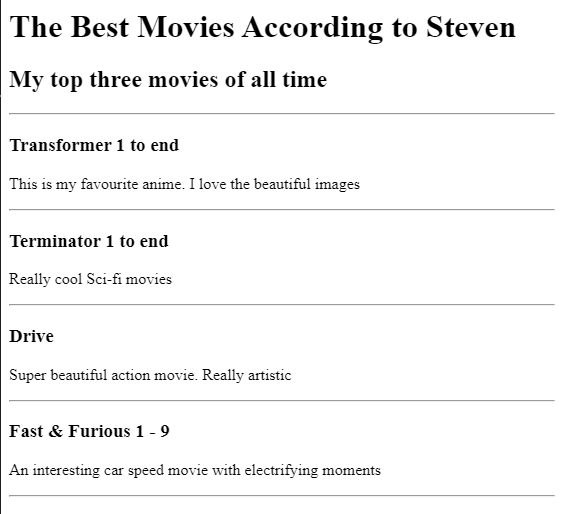 The Best Movies According to Steven
My top three movies of all time
Transformer 1 to end
This is my favourite anime. I love the beautiful images
Terminator 1 to end
Really cool Sci-fi movies
Drive
Super beautiful action movie. Really artistic
Fast & Furious 1 - 9
An interesting car speed movie with electrifying moments